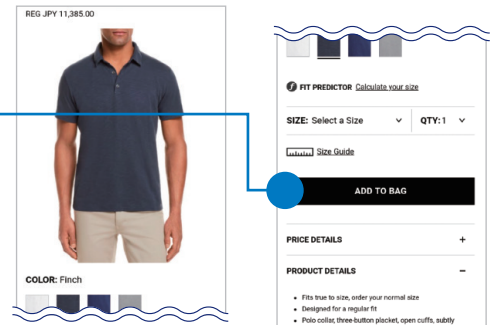 REG JPY 11,385.00
COLOR: Finch
FIT PREDICTOR Calculate your size
SIZE: Select a Size
QTY: 1
Size Guide
ADD TO BAG
PRICE DETAILS +
PRODUCT DETAILS −
• Fits true to size, order your normal size
• Designed for a regular fit
• Polo collar, three-button placket, open cuffs, subtly